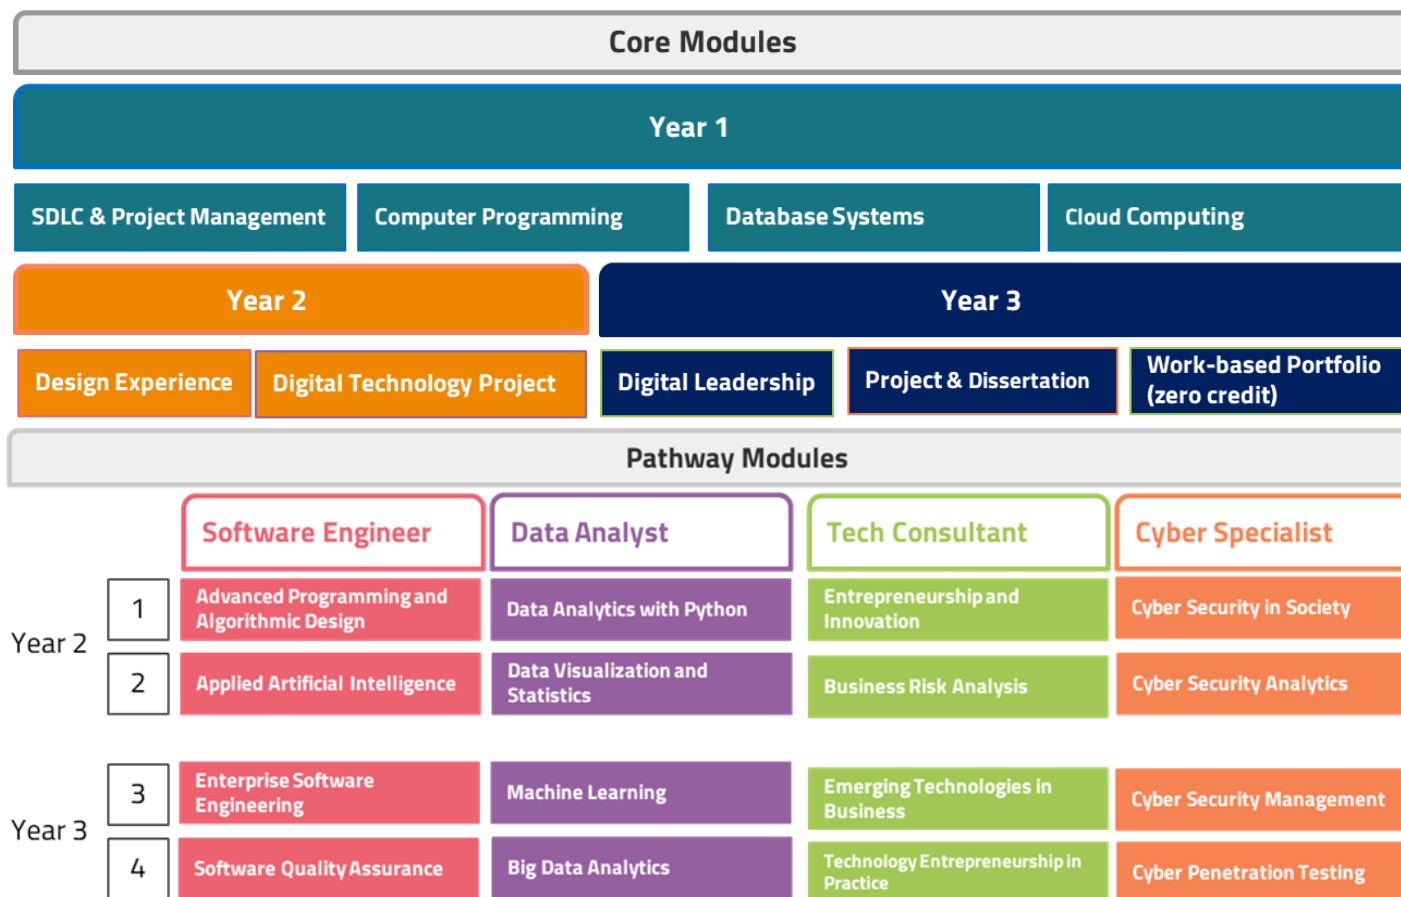 Core Modules
Year 1
SDLC & Project Management
Computer Programming
Database Systems
Cloud Computing
Year 2
Year 3
Design Experience
Digital Technology Project
Digital Leadership
Project & Dissertation
Work-based Portfolio
(zero credit)
Pathway Modules
Software Engineer
Data Analyst
Tech Consultant
Cyber Specialist
Year 2
1
Advanced Programming and
Algorithmic Design
Data Analytics with Python
Entrepreneurship and
Innovation
Cyber Security in Society
2
Applied Artificial Intelligence
Data Visualization and
Statistics
Business Risk Analysis
Cyber Security Analytics
Year 3
3
Enterprise Software
Engineering
Machine Learning
Emerging Technologies in
Business
Cyber Security Management
4
Software Quality Assurance
Big Data Analytics
Technology Entrepreneurship in
Practice
Cyber Penetration Testing